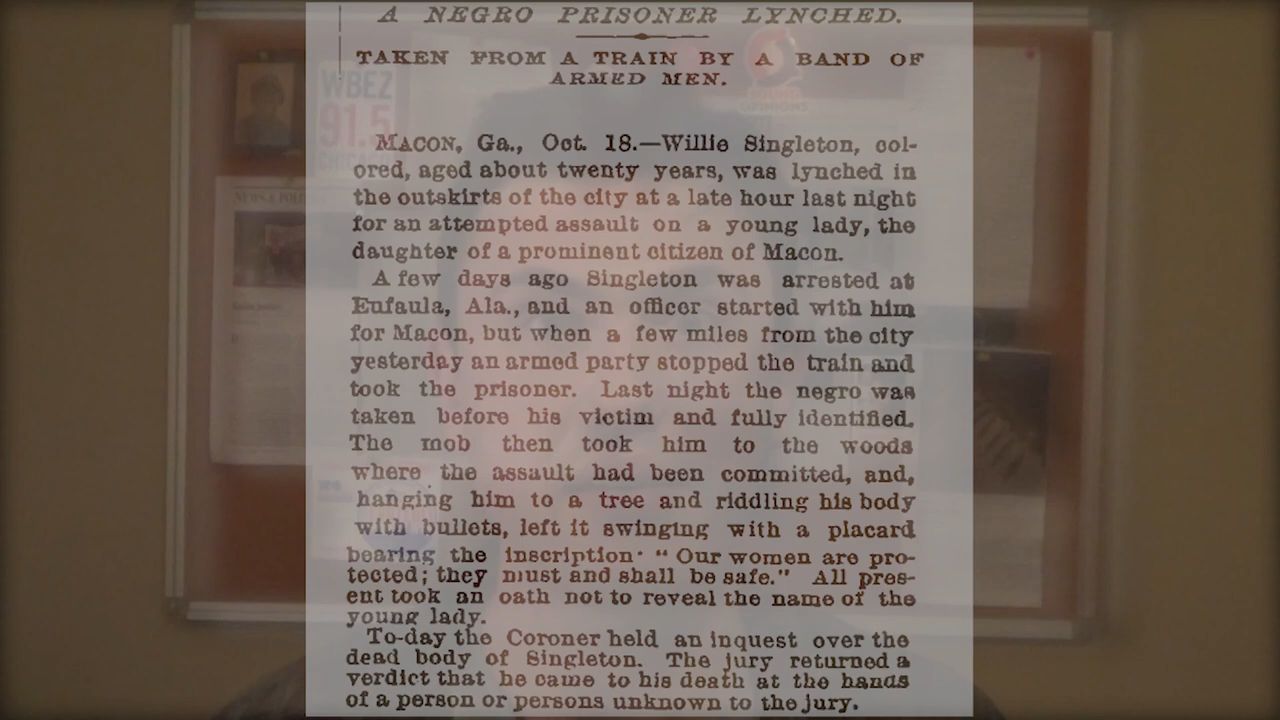 A NEGRO PRISONER LYNCHED.
TAKEN FROM A TRAIN BY A BAND OF
ARMED MEN.
WBEZ
91.5
CHICAGO
OPINIONS
MACON, Ga., Oct. 18.—Willie Singleton, col-
ored, aged about twenty years, was lynched in
the outskirts of the city at a late hour last night
for an attempted assault on a young lady, the
daughter of a prominent citizen of Macon.
A few days ago Singleton was arrested at
Eufaula, Ala., and an officer started with him
for Macon, but when a few miles from the city
yesterday an armed party stopped the train and
took the prisoner. Last night the negro was
taken before his victim and fully identified.
The mob then took him to the woods
where the assault had been committed, and,
hanging him to a tree and riddling his body
with bullets, left it swinging with a placard
bearing the inscription: “Our women are pro-
tected; they must and shall be safe.” All pres-
ent took an oath not to reveal the name of the
young lady.
To-day the Coroner held an inquest over the
dead body of Singleton. The jury returned a
verdict that he came to his death at the hands
of a person or persons unknown to the jury.